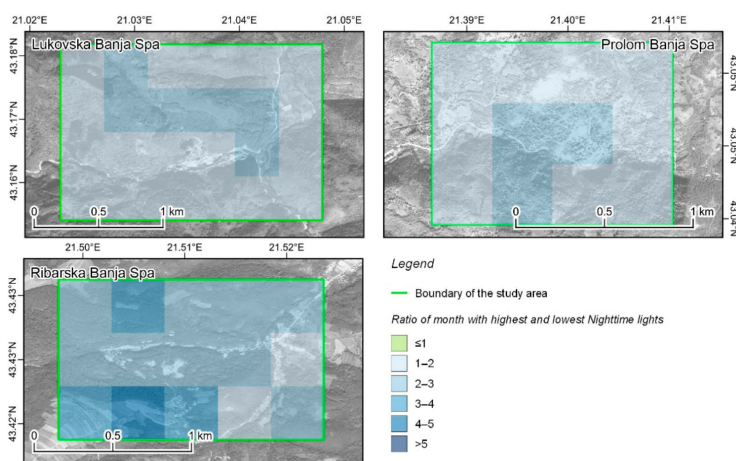 21.02 21.03 21.04 21.05
Lukovska Banja Spa
43.18°N
43.17°N
43.16°N
0 0.5 1 km
21.39 21.40 21.41°E
Prolom Banja Spa
43.05°N
43.05°N
43.04°N
0 0.5 1 km
21.50°E 21.51°E 21.52°E
Ribarska Banja Spa
43.43°N
43.43°N
43.42°N
0 0.5 1 km
Legend
Boundary of the study area
Ratio of month with highest and lowest Nighttime lights
≤1
1–2
2–3
3–4
4–5
>5